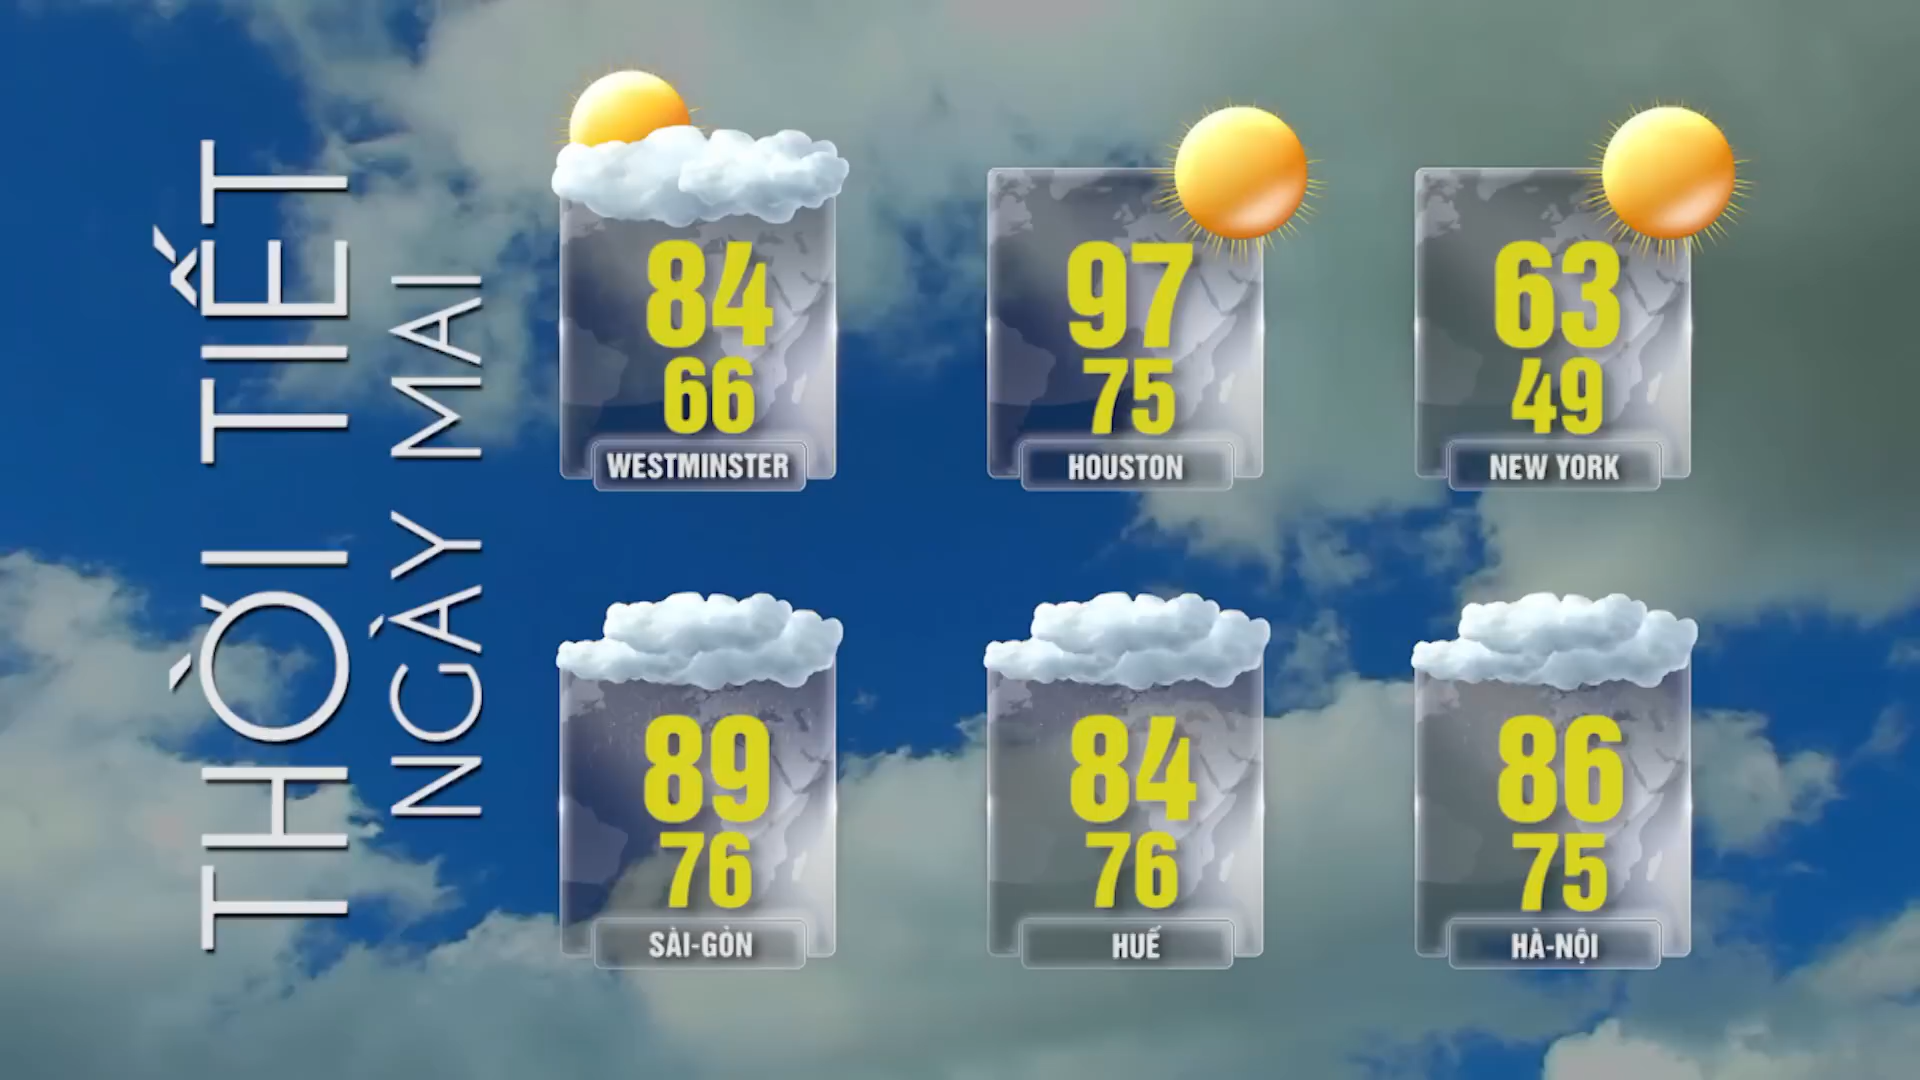 THỜI TIẾT
NGÀY MAI
84
66
WESTMINSTER
97
75
HOUSTON
63
49
NEW YORK
89
76
SÀI-GÒN
84
76
HUẾ
86
75
HÀ-NỘI